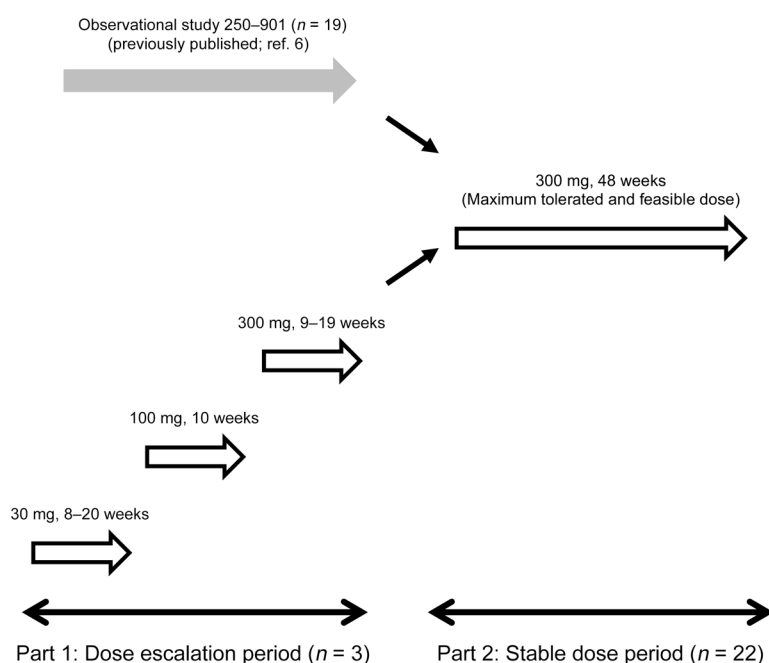 Observational study 250–901 (n = 19)
(previously published; ref. 6)
300 mg, 48 weeks
(Maximum tolerated and feasible dose)
300 mg, 9–19 weeks
100 mg, 10 weeks
30 mg, 8–20 weeks
Part 1: Dose escalation period (n = 3)
Part 2: Stable dose period (n = 22)